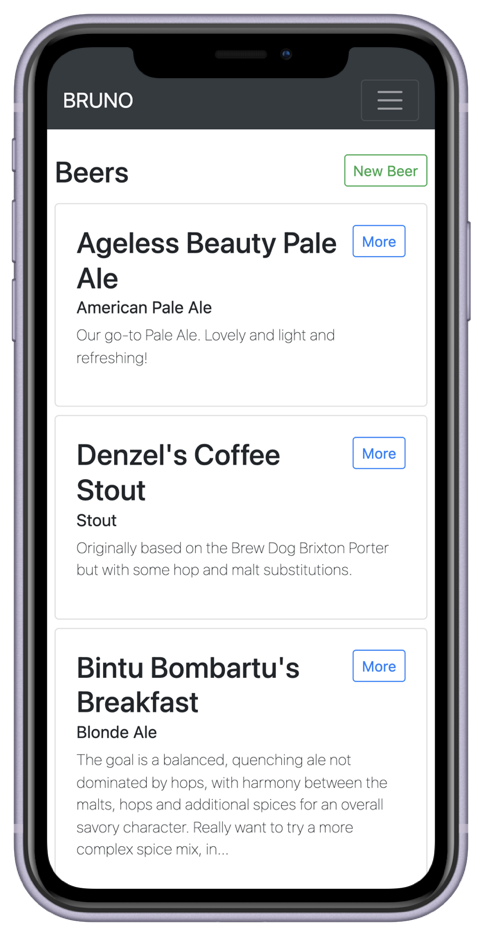 BRUNO
Beers
New Beer
Ageless Beauty Pale
Ale
More
American Pale Ale
Our go-to Pale Ale. Lovely and light and
refreshing!
Denzel's Coffee
Stout
More
Stout
Originally based on the Brew Dog Brixton Porter
but with some hop and malt substitutions.
Bintu Bombartu's
Breakfast
More
Blonde Ale
The goal is a balanced, quenching ale not
dominated by hops, with harmony between the
malts, hops and additional spices for an overall
savory character. Really want to try a more
complex spice mix, in...